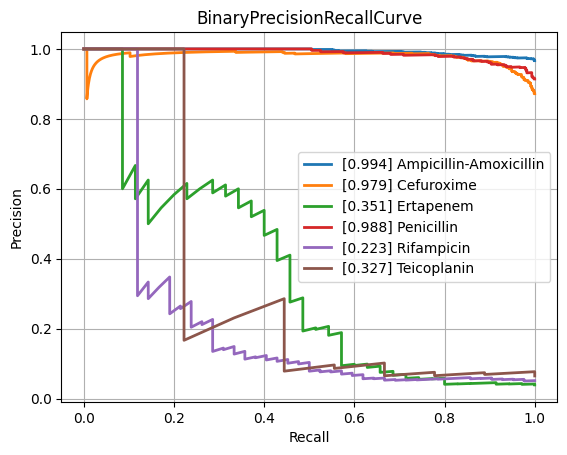 BinaryPrecisionRecallCurve
1.0
0.8
0.6
0.4
0.2
0.0
Precision
[0.994] Ampicillin-Amoxicillin
[0.979] Cefuroxime
[0.351] Ertapenem
[0.988] Penicillin
[0.223] Rifampicin
[0.327] Teicoplanin
0.0 0.2 0.4 0.6 0.8 1.0
Recall